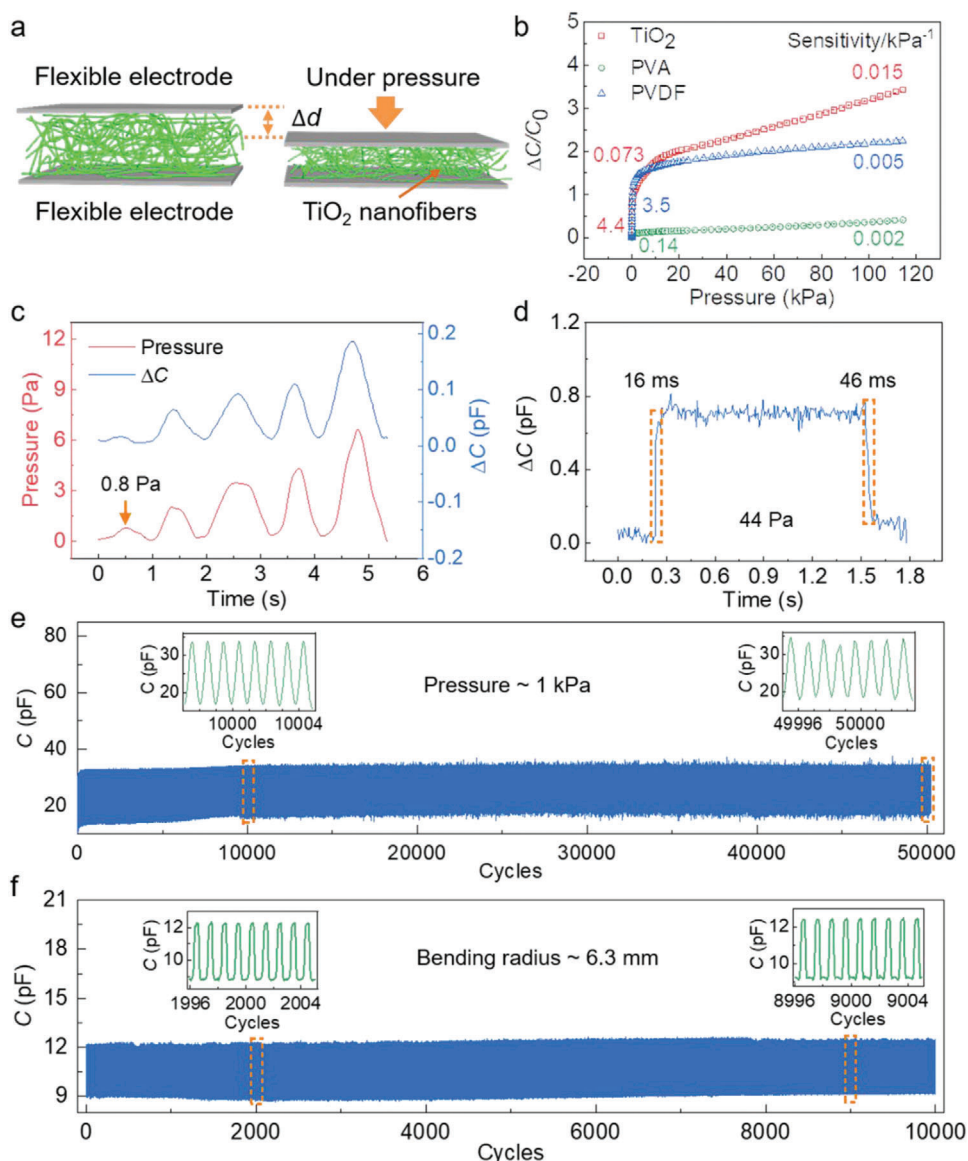 a
Flexible electrode
Under pressure
Δd
Flexible electrode
TiO2 nanofibers
b
ΔC/C0
5
4
3
2
1
0
TiO2
PVA
PVDF
Sensitivity/kPa-1
0.015
0.073
0.005
3.5
4.4
0.14
0.002
-20 0 20 40 60 80 100 120
Pressure (kPa)
c
Pressure (Pa)
12
9
6
3
0
Pressure
ΔC
0.8 Pa
0.2
0.1
0.0
-0.1
-0.2
ΔC (pF)
0 1 2 3 4 5 6
Time (s)
d
ΔC (pF)
1.2
0.8
0.4
0.0
16 ms
46 ms
44 Pa
0.0 0.3 0.6 0.9 1.2 1.5 1.8
Time (s)
e
C (pF)
80
60
40
20
C (pF)
30
20
10000 10004
Cycles
Pressure ~ 1 kPa
C (pF)
30
20
49996 50000
Cycles
0 10000 20000 30000 40000 50000
Cycles
f
C (pF)
21
18
15
12
9
C (pF)
12
10
1996 2000 2004
Cycles
Bending radius ~ 6.3 mm
C (pF)
12
10
8996 9000 9004
Cycles
0 2000 4000 6000 8000 10000
Cycles